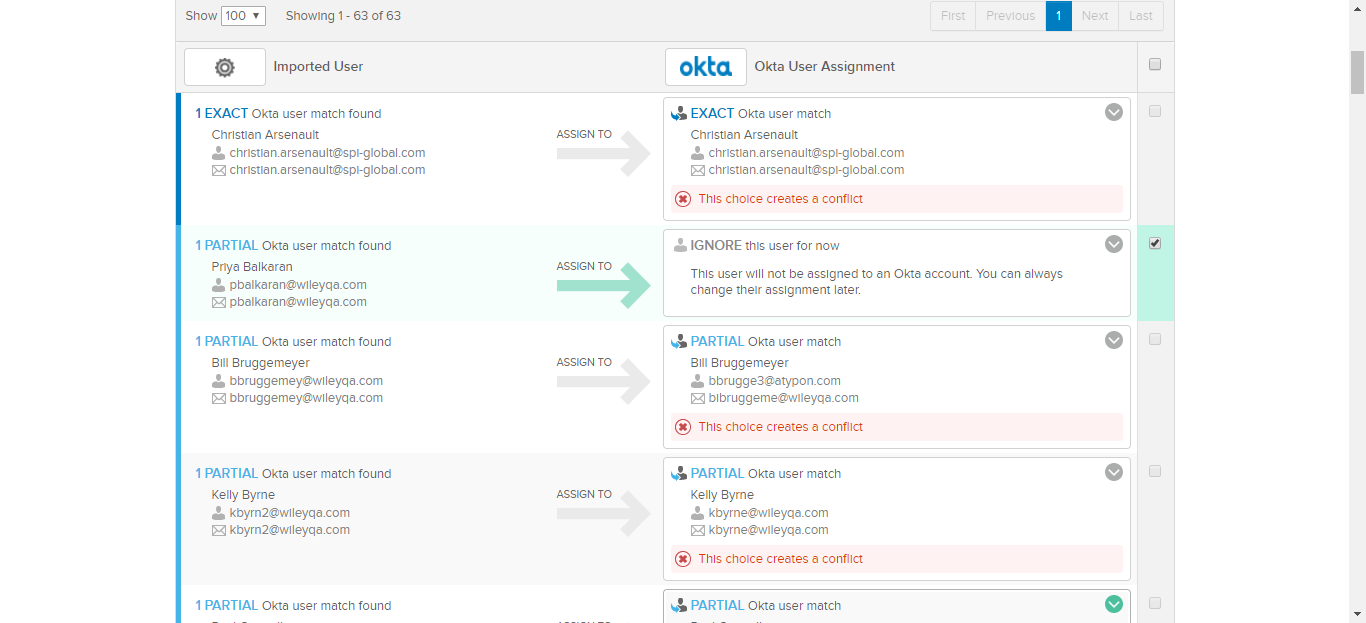 Show 100 Showing 1 - 63 of 63
First Previous 1 Next Last
Imported User
okta Okta User Assignment
1 EXACT Okta user match found
Christian Arsenault
christian.arsenault@spi-global.com
christian.arsenault@spi-global.com
ASSIGN TO
EXACT Okta user match
Christian Arsenault
christian.arsenault@spi-global.com
christian.arsenault@spi-global.com
This choice creates a conflict
1 PARTIAL Okta user match found
Priya Balkaran
pbalkaran@wileyqa.com
pbalkaran@wileyqa.com
ASSIGN TO
IGNORE this user for now
This user will not be assigned to an Okta account. You can always
change their assignment later.
1 PARTIAL Okta user match found
Bill Bruggemeyer
bbruggemey@wileyqa.com
bbruggemey@wileyqa.com
ASSIGN TO
PARTIAL Okta user match
Bill Bruggemeyer
bbrugge3@atypon.com
bibruggeme@wileyqa.com
This choice creates a conflict
1 PARTIAL Okta user match found
Kelly Byrne
kbyrn2@wileyqa.com
kbyrn2@wileyqa.com
ASSIGN TO
PARTIAL Okta user match
Kelly Byrne
kbyrne@wileyqa.com
kbyrne@wileyqa.com
This choice creates a conflict
1 PARTIAL Okta user match found
PARTIAL Okta user match